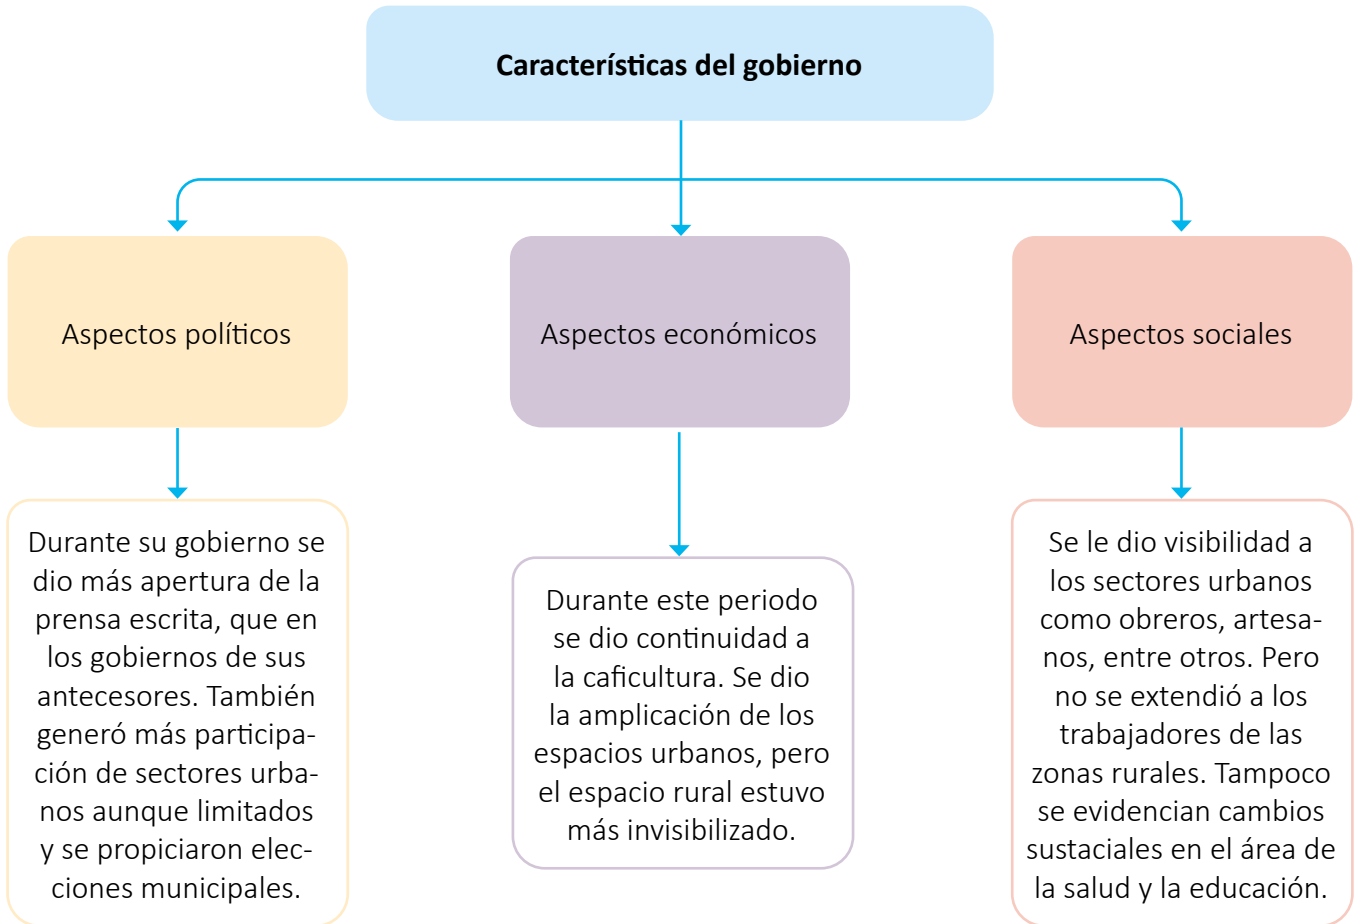 Características del gobierno
Aspectos políticos
Durante su gobierno se
dio más apertura de la
prensa escrita, que en
los gobiernos de sus
antecesores. También
generó más participa-
ción de sectores urba-
nos aunque limitados
y se propiciaron elec-
ciones municipales.
Aspectos económicos
Durante este periodo
se dio continuidad a
la caficultura. Se dio
la amplicación de los
espacios urbanos, pero
el espacio rural estuvo
más invisibilizado.
Aspectos sociales
Se le dio visibilidad a
los sectores urbanos
como obreros, artesa-
nos, entre otros. Pero
no se extendió a los
trabajadores de las
zonas rurales. Tampoco
se evidencian cambios
sustaciales en el área de
la salud y la educación.